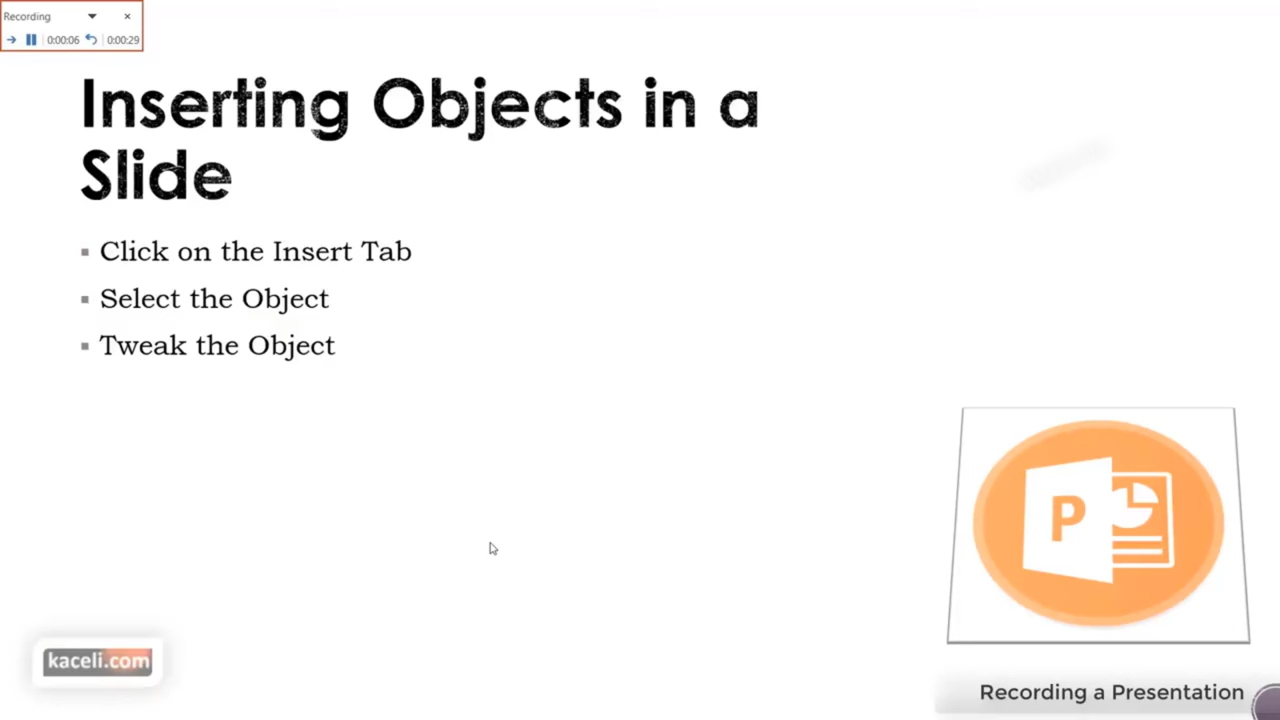 Recording
0:00:06 0:00:29
Inserting Objects in a
Slide
Click on the Insert Tab
Select the Object
Tweak the Object
P
kaceli.com
Recording a Presentation